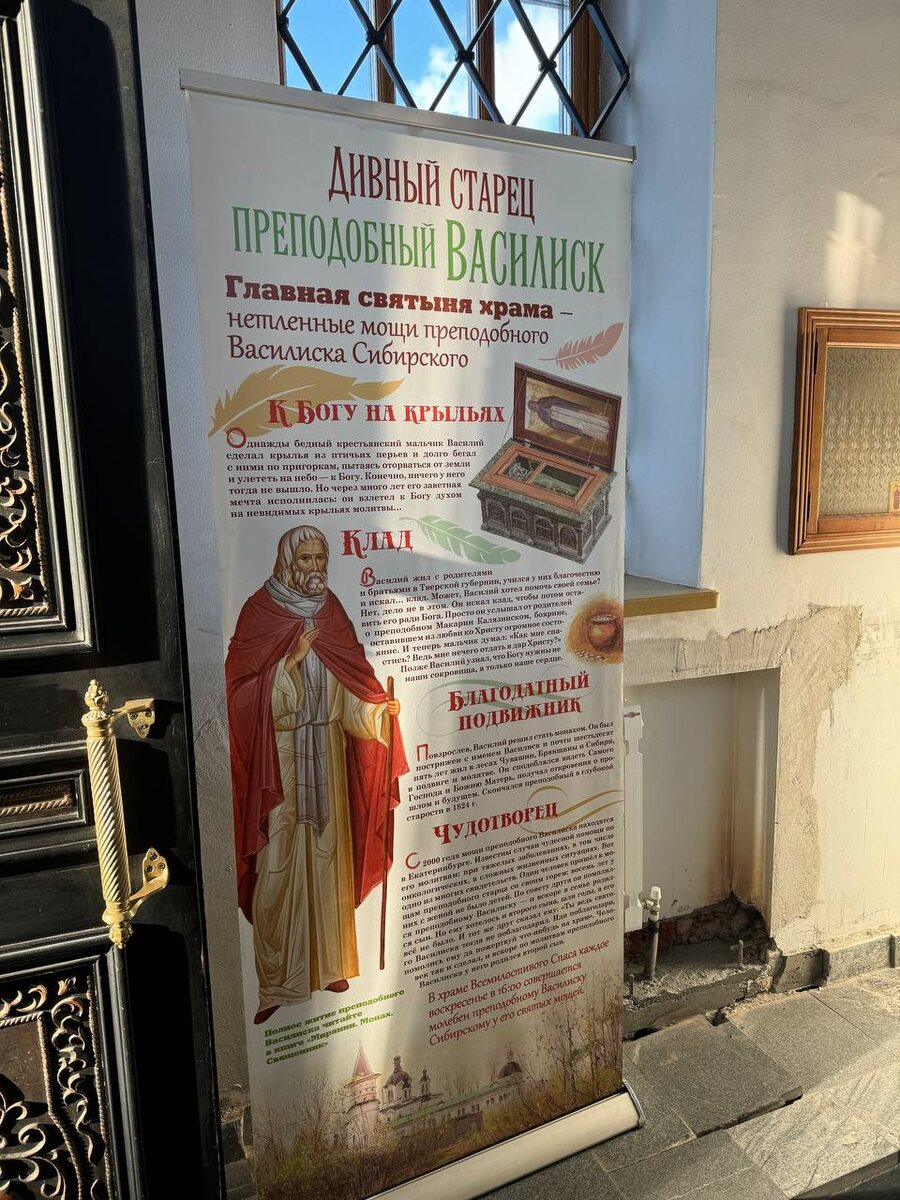 Дивный старец
преподобный Василиск
Главная святыня храма –
нетленные мощи преподобного
Василиска Сибирского
К Богу на крыльях
Однажды бедный крестьянский мальчик Василий
сделал крылья из птичьих перьев и долго бегал
с ними по пригоркам, пытаясь оторваться от земли
и улететь на небо — к Богу. Конечно, ничего у него
тогда не вышло. Но через много лет его заветная
мечта исполнилась: он взлетел к Богу духом
на невидимых крыльях молитвы...
Клад
Василий жил с родителями
и братьями в Тверской губернии, учился у них благочестию
и искал... клад. Может, Василий хотел помочь своей семье?
Нет, дело не в этом. Он искал клад, чтобы потом оста-
вить его ради Бога. Просто он услышал от родителей
о преподобном Макарии Калязинском, боярине,
оставившем из любви ко Христу огромное состо-
яние. И теперь мальчик думал: «Как мне спа-
стись? Ведь мне нечего отдать в дар Христу!»
Позже Василий узнал, что Богу нужны не
наши сокровища, а только наше сердце.
Благодатный
подвижник
Повзрослев, Василий решил стать монахом. Он был
пострижен с именем Василиск и почти шестьдесят
пять лет жил в лесах Чувашии, Брянщины и Сибири,
в подвиге и молитве. Он сподоблялся видеть Самого
Господа и Божию Матерь, получал откровения о про-
шлом и будущем. Скончался преподобный в глубокой
старости в 1824 г.
Чудотворец
С 2000 года мощи преподобного Василиска находятся
в Екатеринбурге. Известны случаи чудесной помощи по
его молитвам: при тяжелых заболеваниях, в том числе
онкологических, в сложных жизненных ситуациях. Вот
одно из многих свидетельств. Один человек пришёл к мо-
щам преподобного старца со своим горем: восемь лет у
них с женой не было детей. По совету друга он помолил-
ся преподобному Василиску — и вскоре в семье родил-
ся сын. Но ему хотелось и второго сына, шли годы, а его
всё не было. И тот же друг сказал ему: «Ты ведь свято-
го Василиска тогда не поблагодарил. Иди поблагодари,
помолись ему да пожертвуй что-нибудь на храм. Чело-
век так и сделал, и вскоре по молитвам преподобного
Василиска у него родился второй сын.
Полное житие преподобного
Василиска читайте
в книге «Мирянин. Монах.
Священник»
В храме Всемилостивого Спаса каждое
воскресенье в 16:00 совершается
молебен преподобному Василиску
Сибирскому у его святых мощей.